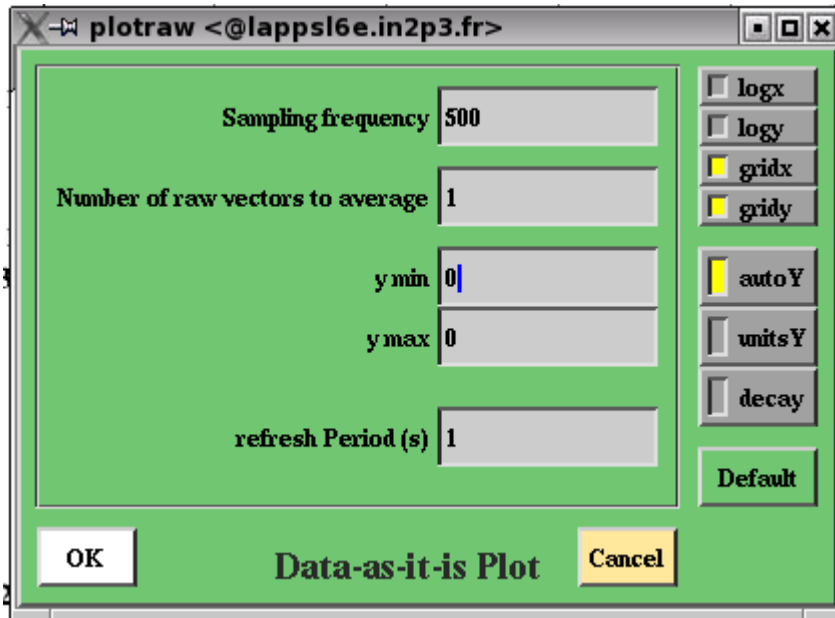 plotraw <@lappsl6e.in2p3.fr>
Sampling frequency 500
Number of raw vectors to average 1
y min 0
y max 0
refresh Period (s) 1
logx
logy
gridx
gridy
autoY
unitsY
decay
Default
OK
Data-as-it-is Plot
Cancel